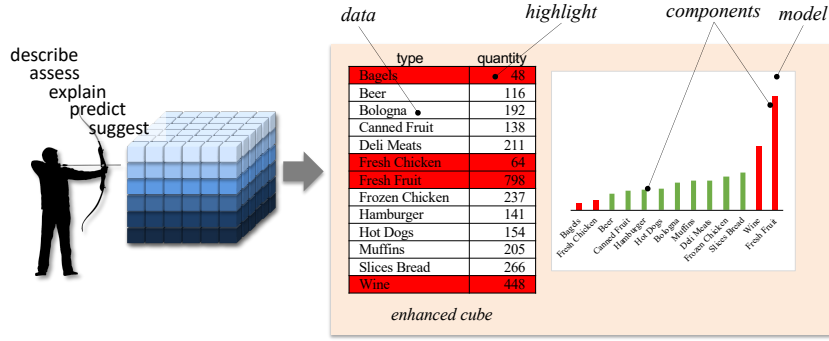 data
highlight
components
model
describe
assess
explain
predict
suggest
type quantity
Bagels 48
Beer 116
Bologna 192
Canned Fruit 138
Deli Meats 211
Fresh Chicken 64
Fresh Fruit 798
Frozen Chicken 237
Hamburger 141
Hot Dogs 154
Muffins 205
Slices Bread 266
Wine 448
enhanced cube
Bagels
Fresh Chicken
Beer
Canned Fruit
Hamburger
Hot Dogs
Bologna
Muffins
Deli Meats
Frozen Chicken
Slices Bread
Wine
Fresh Fruit